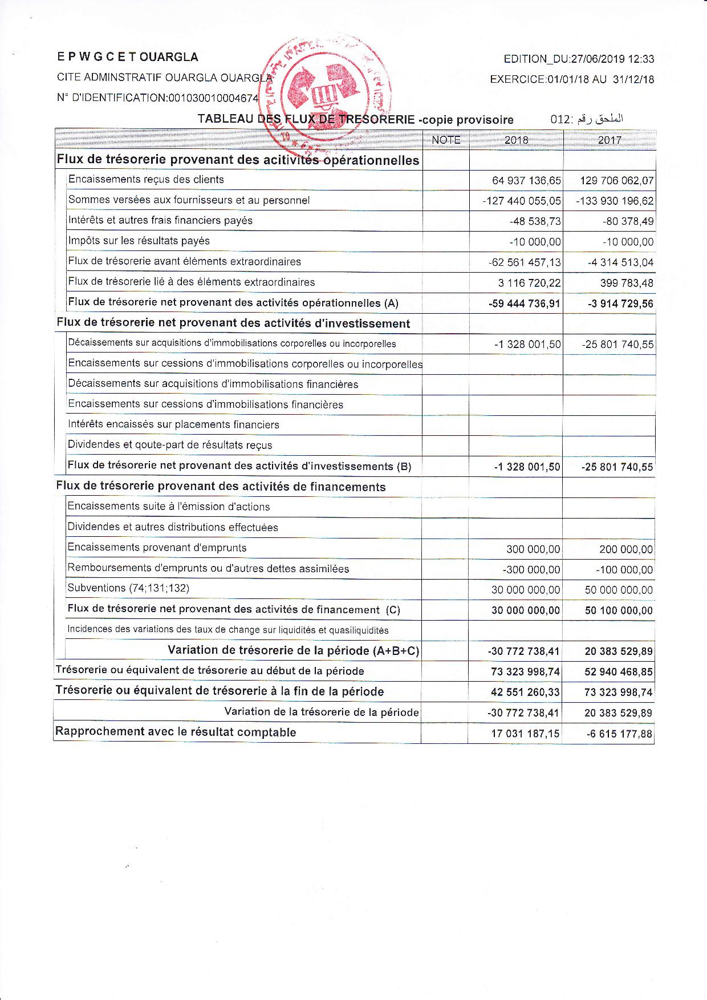 E P W G C E T OUARGLA
EDITION_DU:27/06/2019 12:33
CITE ADMINSTRATIF OUARGLA OUARGLA
EXERCICE:01/01/18 AU 31/12/18
N° D'IDENTIFICATION:001030010004674
TABLEAU DES FLUX DE TRESORERIE -copie provisoire الملحق رقم :012
NOTE 2018 2017
Flux de trésorerie provenant des acitivités opérationnelles
Encaissements reçus des clients 64 937 136,65 129 706 062,07
Sommes versées aux fournisseurs et au personnel -127 440 055,05 -133 930 196,62
Intérêts et autres frais financiers payés -48 538,73 -80 378,49
Impôts sur les résultats payés -10 000,00 -10 000,00
Flux de trésorerie avant éléments extraordinaires -62 561 457,13 -4 314 513,04
Flux de trésorerie lié à des éléments extraordinaires 3 116 720,22 399 783,48
Flux de trésorerie net provenant des activités opérationnelles (A) -59 444 736,91 -3 914 729,56
Flux de trésorerie net provenant des activités d'investissement
Décaissements sur acquisitions d'immobilisations corporelles ou incorporelles -1 328 001,50 -25 801 740,55
Encaissements sur cessions d'immobilisations corporelles ou incorporelles
Décaissements sur acquisitions d'immobilisations financières
Encaissements sur cessions d'immobilisations financières
Intérêts encaissés sur placements financiers
Dividendes et qoute-part de résultats reçus
Flux de trésorerie net provenant des activités d'investissements (B) -1 328 001,50 -25 801 740,55
Flux de trésorerie provenant des activités de financements
Encaissements suite à l'émission d'actions
Dividendes et autres distributions effectuées
Encaissements provenant d'emprunts 300 000,00 200 000,00
Remboursements d'emprunts ou d'autres dettes assimilées -300 000,00 -100 000,00
Subventions (74;131;132) 30 000 000,00 50 000 000,00
Flux de trésorerie net provenant des activités de financement (C) 30 000 000,00 50 100 000,00
Incidences des variations des taux de change sur liquidités et quasiliquidités
Variation de trésorerie de la période (A+B+C) -30 772 738,41 20 383 529,89
Trésorerie ou équivalent de trésorerie au début de la période 73 323 998,74 52 940 468,85
Trésorerie ou équivalent de trésorerie à la fin de la période 42 551 260,33 73 323 998,74
Variation de la trésorerie de la période -30 772 738,41 20 383 529,89
Rapprochement avec le résultat comptable 17 031 187,15 -6 615 177,88